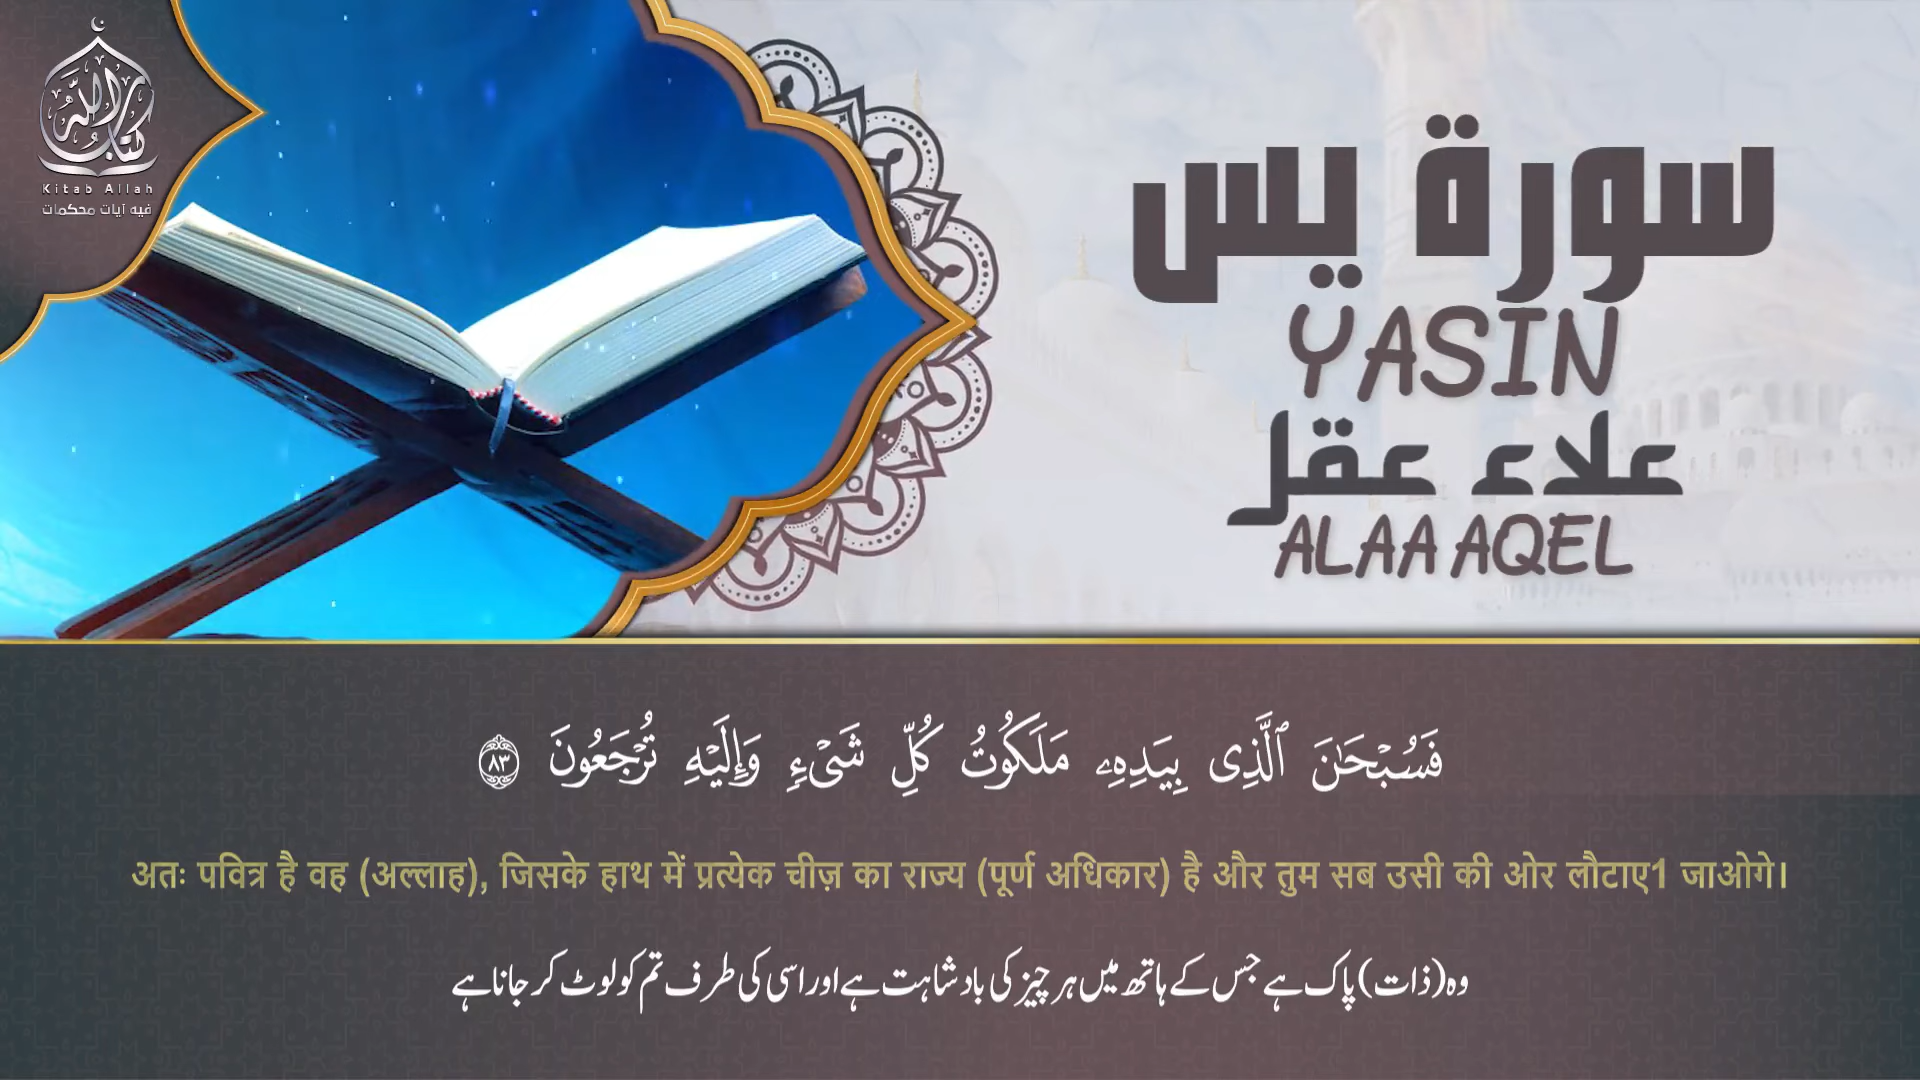 كتاب الله
Kitab Allah
فيه آيات محكمات
سورة يس
YASIN
علاء عقل
ALAA AQEL
فَسُبْحَٰنَ ٱلَّذِى بِيَدِهِۦ مَلَكُوتُ كُلِّ شَىْءٍ وَإِلَيْهِ تُرْجَعُونَ ٨٣
अतः पवित्र है वह (अल्लाह), जिसके हाथ में प्रत्येक चीज़ का राज्य (पूर्ण अधिकार) है और तुम सब उसी की ओर लौटाए1 जाओगे।
وہ (ذات) پاک ہے جس کے ہاتھ میں ہر چیز کی بادشاہت ہے اور اسی کی طرف تم کو لوٹ کر جانا ہے